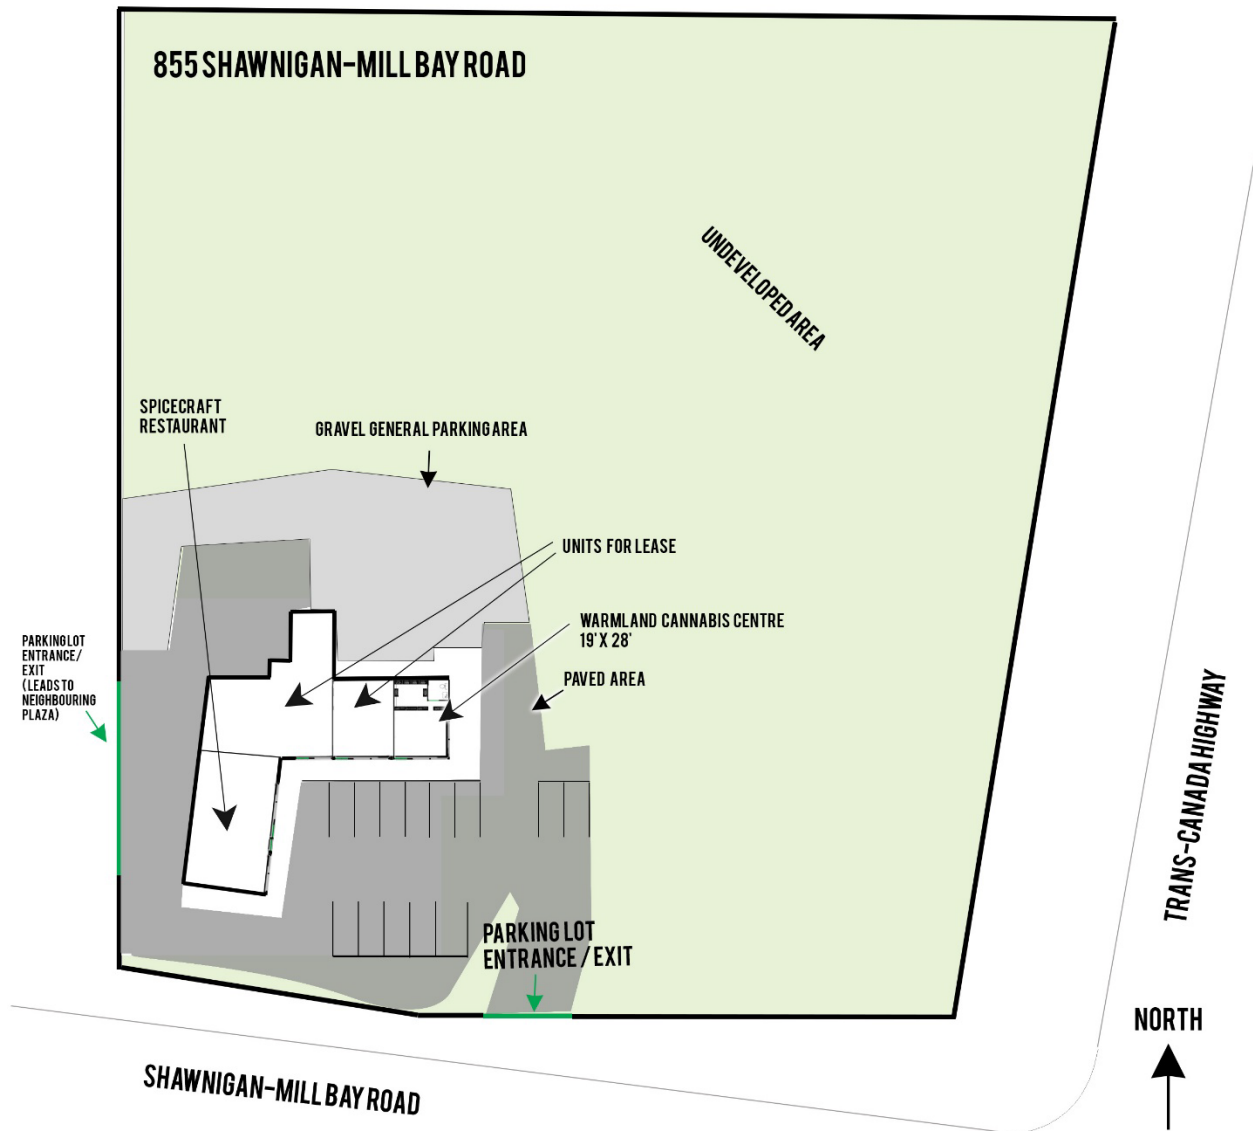 855 SHAWNIGAN-MILL BAY ROAD
UNDEVELOPED AREA
SPICECRAFT
RESTAURANT
GRAVEL GENERAL PARKING AREA
UNITS FOR LEASE
WARMLAND CANNABIS CENTRE
19' X 28'
PARKING LOT
ENTRANCE/
EXIT
(LEADS TO
NEIGHBOURING
PLAZA)
PAVED AREA
TRANS-CANADA HIGHWAY
PARKING LOT
ENTRANCE / EXIT
NORTH
SHAWNIGAN-MILL BAY ROAD